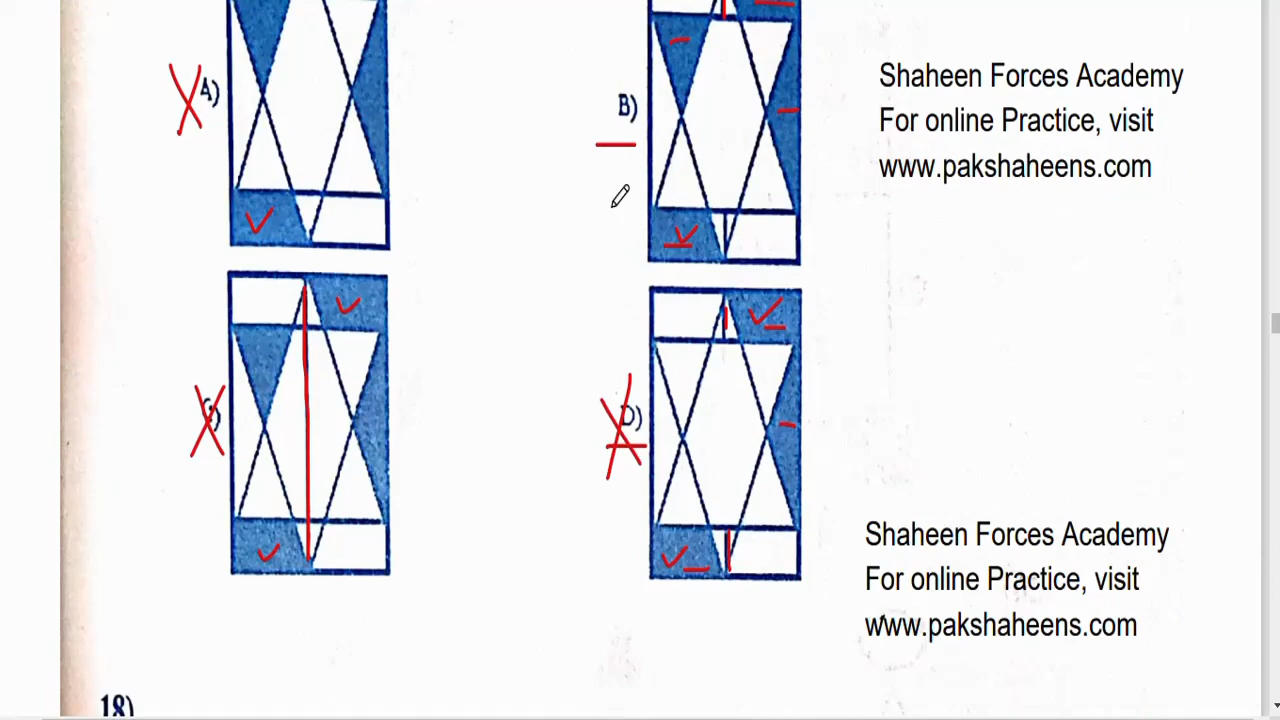 A)
B)
Shaheen Forces Academy
For online Practice, visit
www.pakshaheens.com
C)
D)
Shaheen Forces Academy
For online Practice, visit
www.pakshaheens.com
18)